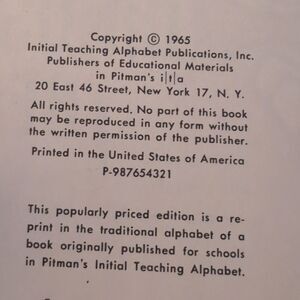 Copyright © 1965
Initial Teaching Alphabet Publications, Inc.
Publishers of Educational Materials
in Pitman's i|t|a
20 East 46 Street, New York 17, N. Y.
All rights reserved. No part of this book
may be reproduced in any form without
the written permission of the publisher.
Printed in the United States of America
P-987654321
This popularly priced edition is a re-
print in the traditional alphabet of a
book originally published for schools
in Pitman's Initial Teaching Alphabet.